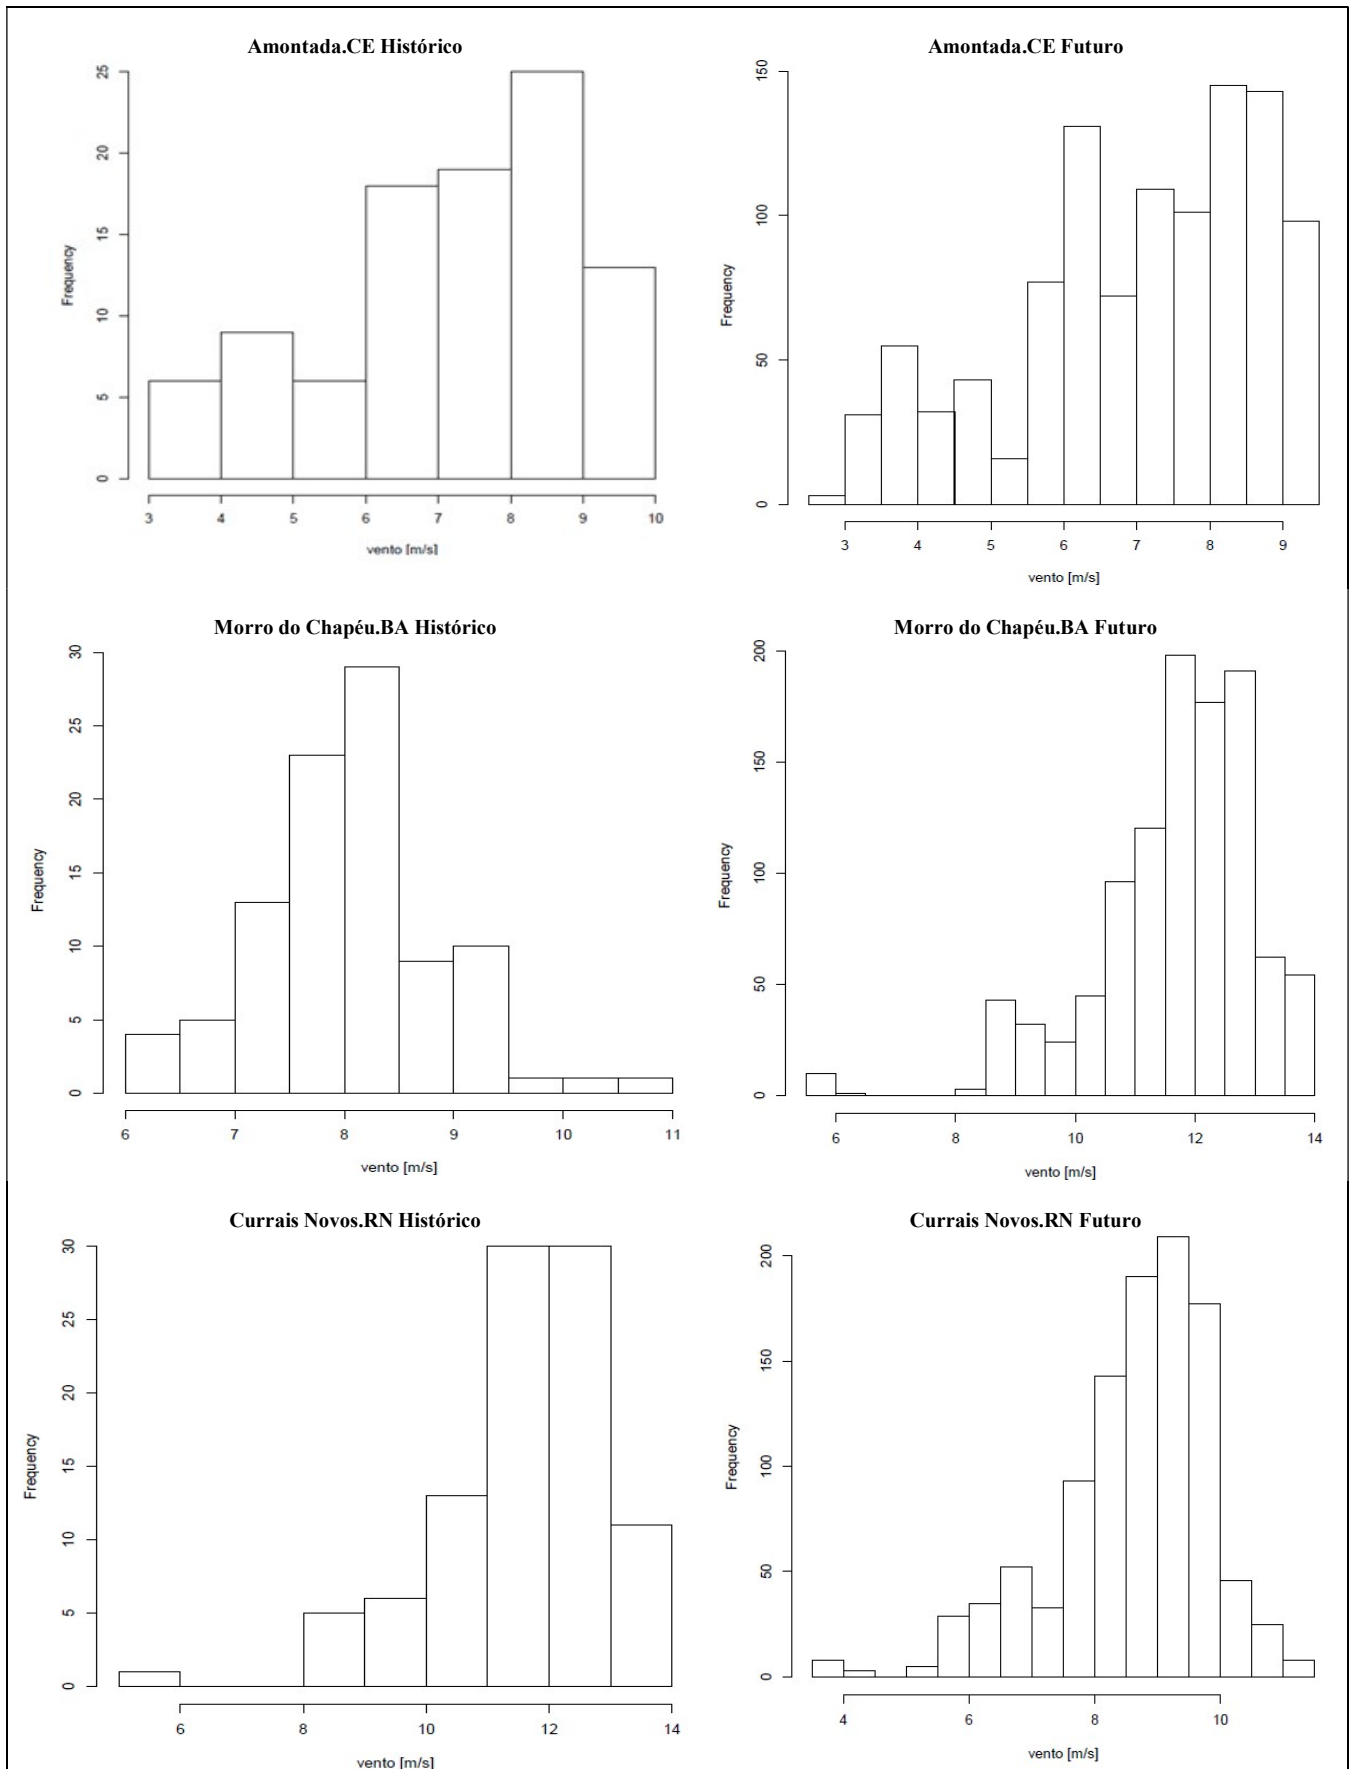 Amontada.CE Histórico
Frequency
0 5 10 15 20 25
3 4 5 6 7 8 9 10
vento [m/s]
Amontada.CE Futuro
Frequency
0 50 100 150
3 4 5 6 7 8 9
vento [m/s]
Morro do Chapéu.BA Histórico
Frequency
0 5 10 15 20 25 30
6 7 8 9 10 11
vento [m/s]
Morro do Chapéu.BA Futuro
Frequency
0 50 100 150 200
6 8 10 12 14
vento [m/s]
Currais Novos.RN Histórico
Frequency
0 5 10 15 20 25 30
6 8 10 12 14
vento [m/s]
Currais Novos.RN Futuro
Frequency
0 50 100 150 200
4 6 8 10
vento [m/s]